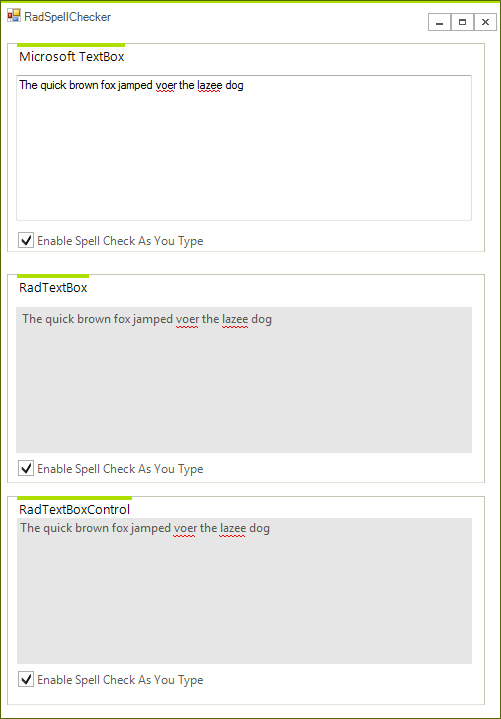 RadSpellChecker
Microsoft TextBox
The quick brown fox jamped voer the lazee dog
Enable Spell Check As You Type
RadTextBox
The quick brown fox jamped voer the lazee dog
Enable Spell Check As You Type
RadTextBoxControl
The quick brown fox jamped voer the lazee dog
Enable Spell Check As You Type